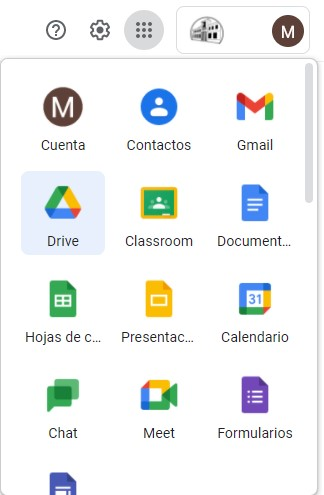 M
M
Cuenta Contactos Gmail
Drive Classroom Document...
31
Hojas de c... Presentac... Calendario
Chat Meet Formularios